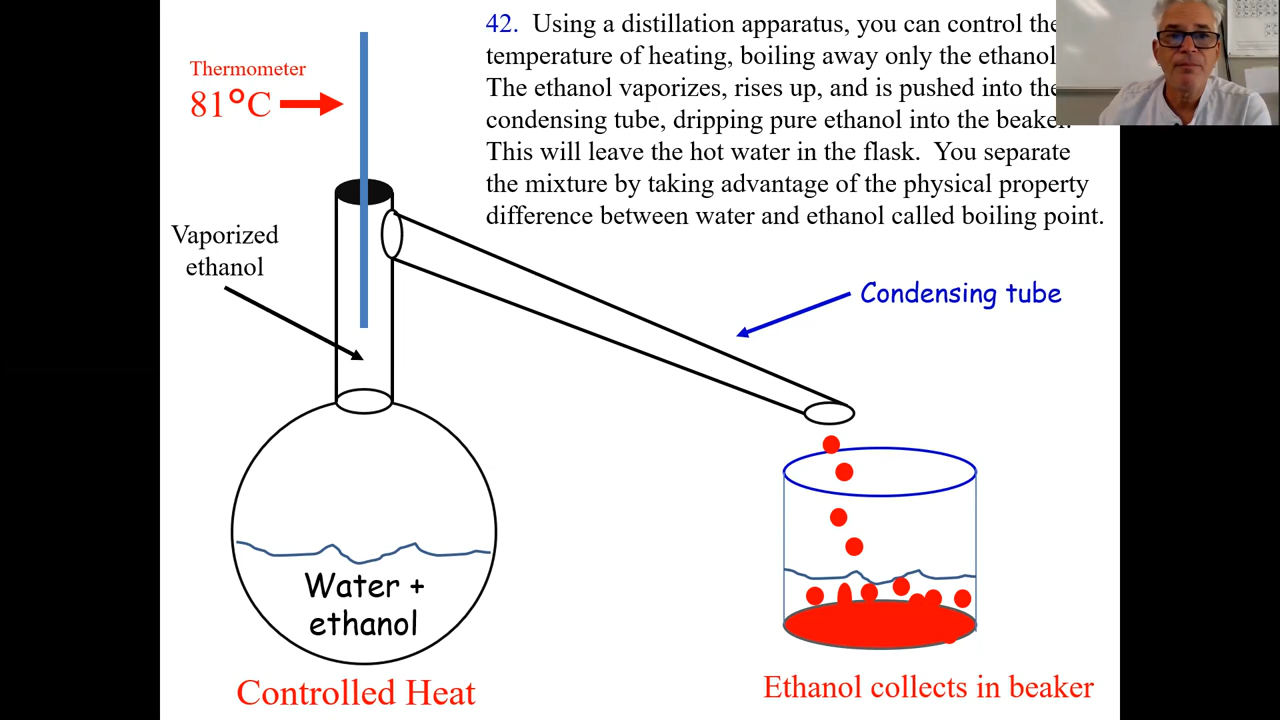 42. Using a distillation apparatus, you can control the
temperature of heating, boiling away only the ethanol
The ethanol vaporizes, rises up, and is pushed into the
condensing tube, dripping pure ethanol into the beaker.
This will leave the hot water in the flask. You separate
the mixture by taking advantage of the physical property
difference between water and ethanol called boiling point.
Thermometer
81°C
Vaporized
ethanol
Condensing tube
Water +
ethanol
Controlled Heat
Ethanol collects in beaker